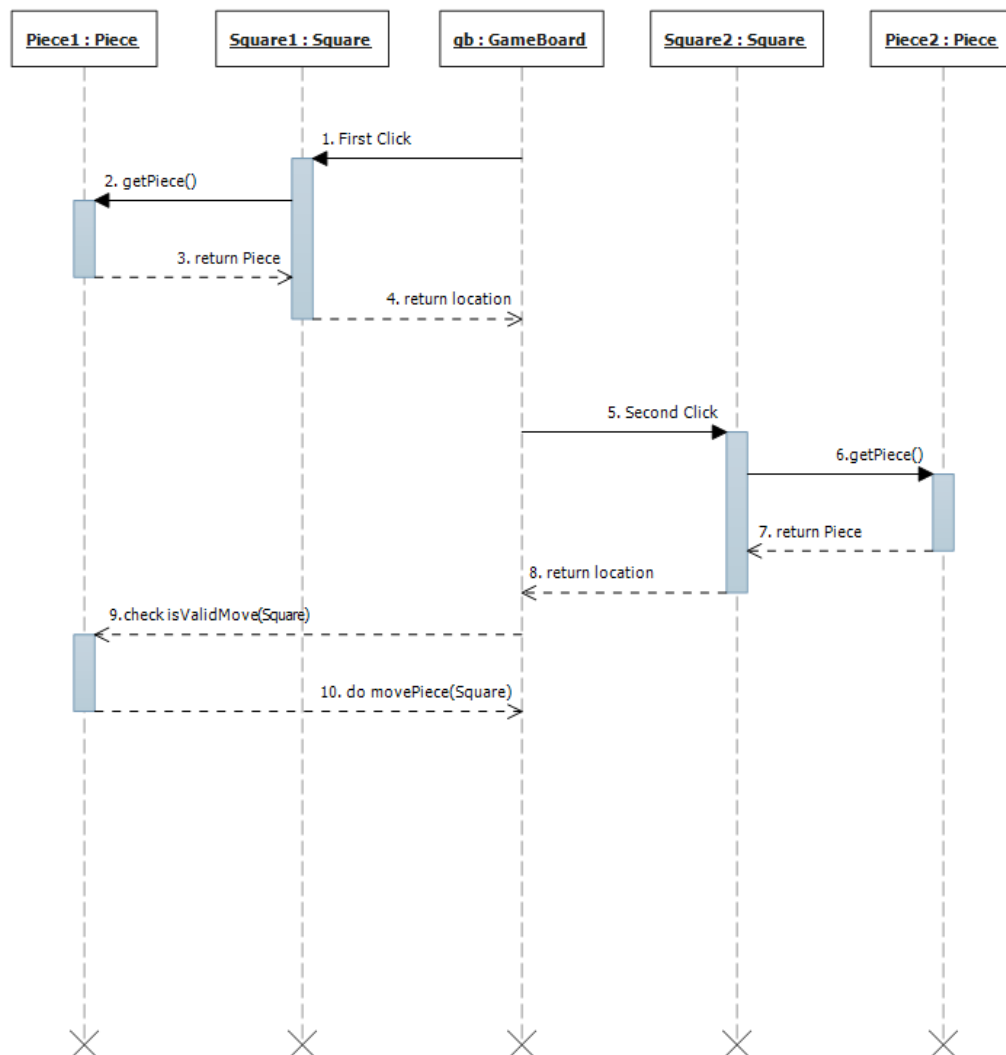 Piece1 : Piece
Square1 : Square
gb : GameBoard
Square2 : Square
Piece2 : Piece
1. First Click
2. getPiece()
3. return Piece
4. return location
5. Second Click
6.getPiece()
7. return Piece
8. return location
9.check isValidMove(Square)
10. do movePiece(Square)